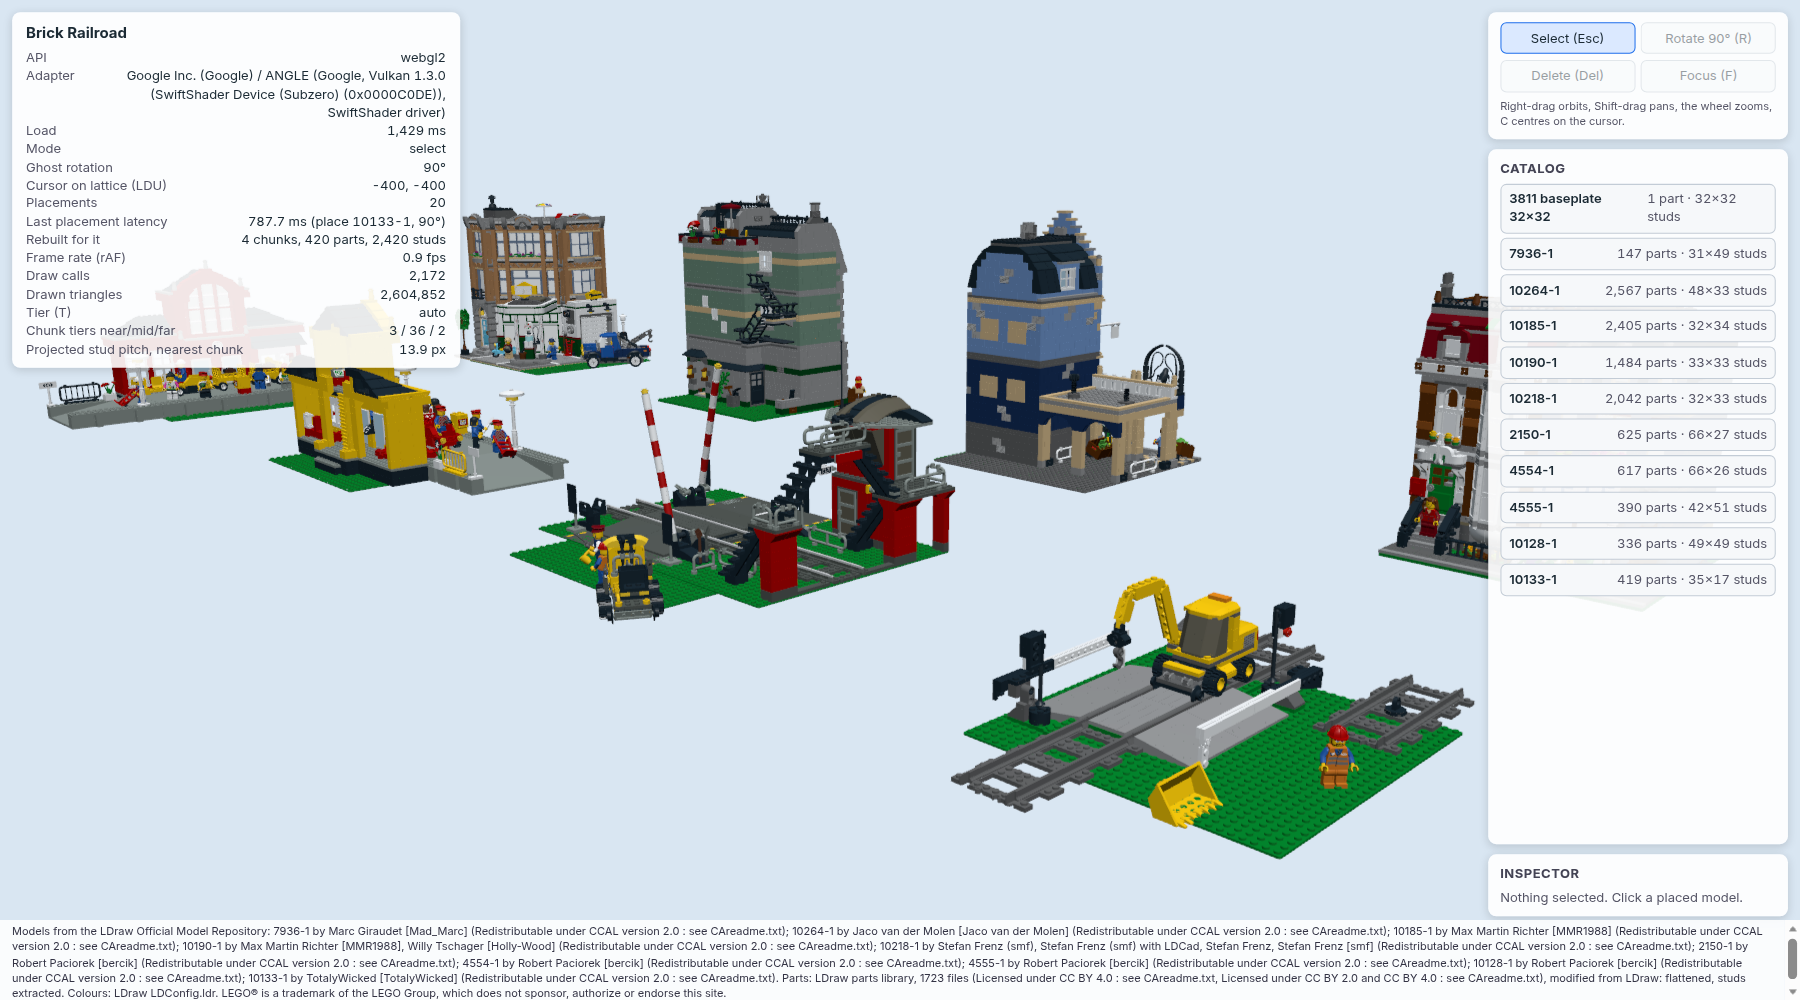 Brick Railroad
API webgl2
Adapter Google Inc. (Google) / ANGLE (Google, Vulkan 1.3.0
(SwiftShader Device (Subzero) (0x0000C0DE)),
SwiftShader driver)
Load 1,429 ms
Mode select
Ghost rotation 90°
Cursor on lattice (LDU) -400, -400
Placements 20
Last placement latency 787.7 ms (place 10133-1, 90°)
Rebuilt for it 4 chunks, 420 parts, 2,420 studs
Frame rate (rAF) 0.9 fps
Draw calls 2,172
Drawn triangles 2,604,852
Tier (T) auto
Chunk tiers near/mid/far 3 / 36 / 2
Projected stud pitch, nearest chunk 13.9 px
Select (Esc) Rotate 90° (R)
Delete (Del) Focus (F)
Right-drag orbits, Shift-drag pans, the wheel zooms,
C centres on the cursor.
CATALOG
3811 baseplate 1 part · 32×32
32×32 studs
7936-1 147 parts · 31×49 studs
10264-1 2,567 parts · 48×33 studs
10185-1 2,405 parts · 32×34 studs
10190-1 1,484 parts · 33×33 studs
10218-1 2,042 parts · 32×33 studs
2150-1 625 parts · 66×27 studs
4554-1 617 parts · 66×26 studs
4555-1 390 parts · 42×51 studs
10128-1 336 parts · 49×49 studs
10133-1 419 parts · 35×17 studs
INSPECTOR
Nothing selected. Click a placed model.
Models from the LDraw Official Model Repository: 7936-1 by Marc Giraudet [Mad_Marc] (Redistributable under CCAL version 2.0 : see CAreadme.txt); 10264-1 by Jaco van der Molen [Jaco van der Molen] (Redistributable under CCAL version 2.0 : see CAreadme.txt); 10185-1 by Max Martin Richter [MMR1988] (Redistributable under CCAL
version 2.0 : see CAreadme.txt); 10190-1 by Max Martin Richter [MMR1988], Willy Tschager [Holly-Wood] (Redistributable under CCAL version 2.0 : see CAreadme.txt); 10218-1 by Stefan Frenz (smf), Stefan Frenz (smf) with LDCad, Stefan Frenz, Stefan Frenz [smf] (Redistributable under CCAL version 2.0 : see CAreadme.txt); 2150-1 by
Robert Paciorek [bercik] (Redistributable under CCAL version 2.0 : see CAreadme.txt); 4554-1 by Robert Paciorek [bercik] (Redistributable under CCAL version 2.0 : see CAreadme.txt); 4555-1 by Robert Paciorek [bercik] (Redistributable under CCAL version 2.0 : see CAreadme.txt); 10128-1 by Robert Paciorek [bercik] (Redistributable
under CCAL version 2.0 : see CAreadme.txt); 10133-1 by TotalyWicked [TotalyWicked] (Redistributable under CCAL version 2.0 : see CAreadme.txt). Parts: LDraw parts library, 1723 files (Licensed under CC BY 4.0 : see CAreadme.txt, Licensed under CC BY 2.0 and CC BY 4.0 : see CAreadme.txt), modified from LDraw: flattened, studs
extracted. Colours: LDraw LDConfig.ldr. LEGO® is a trademark of the LEGO Group, which does not sponsor, authorize or endorse this site.